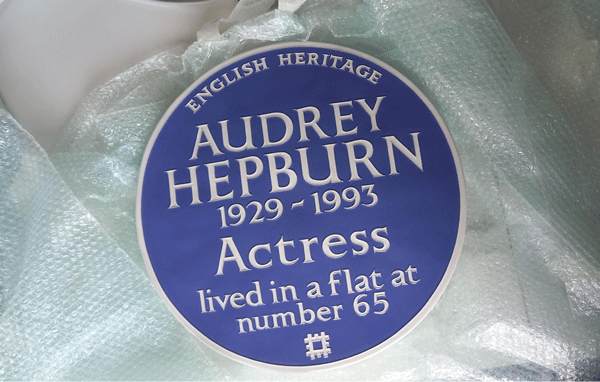 ENGLISH HERITAGE
AUDREY
HEPBURN
1929 ~ 1993
Actress
lived in a flat at
number 65